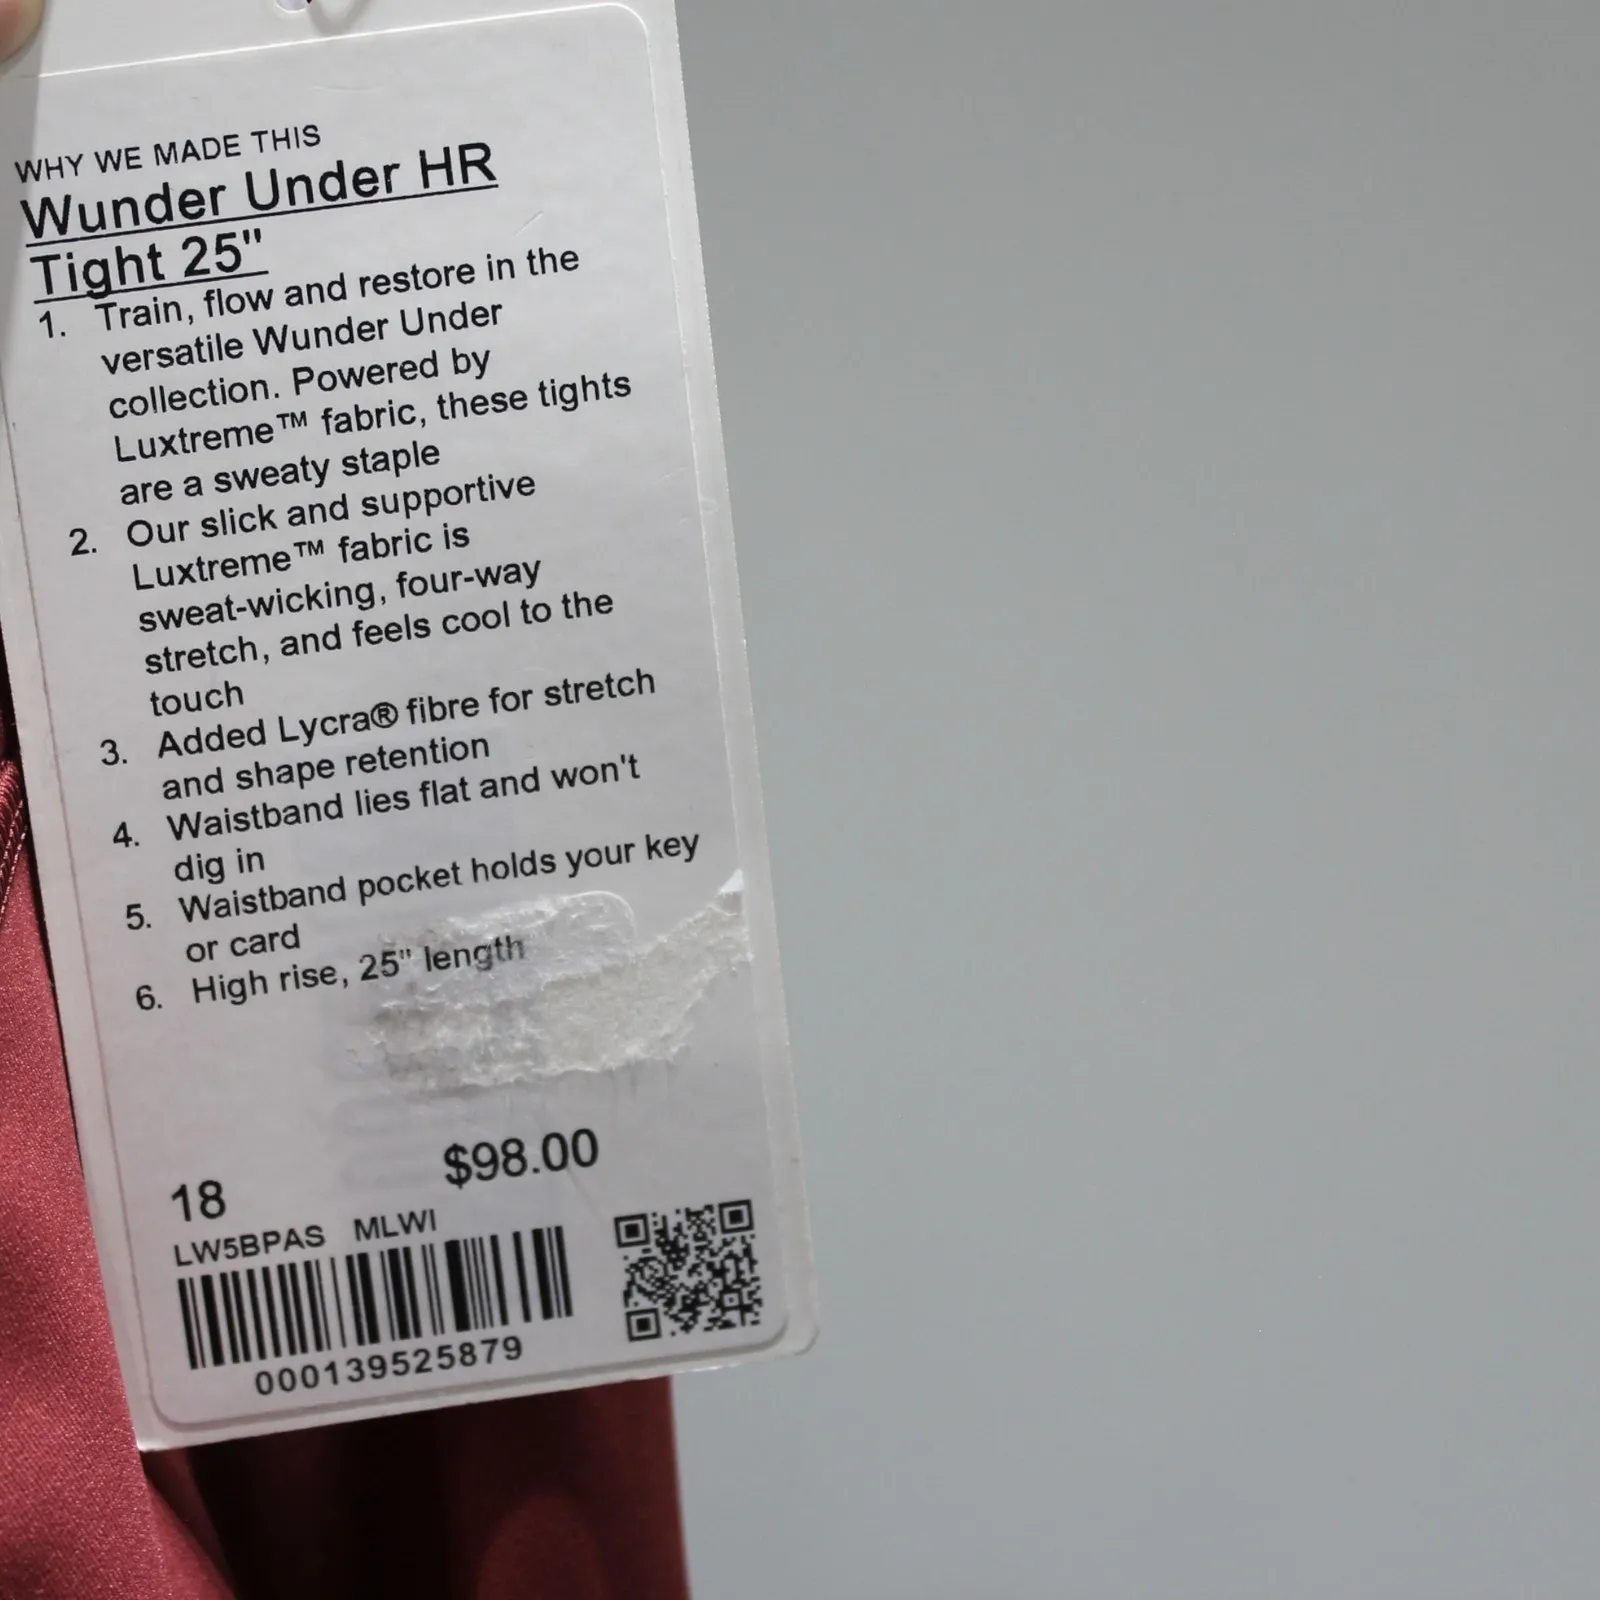 WHY WE MADE THIS
Wunder Under HR
Tight 25"
1. Train, flow and restore in the
versatile Wunder Under
collection. Powered by
Luxtreme™ fabric, these tights
are a sweaty staple
2. Our slick and supportive
Luxtreme™ fabric is
sweat-wicking, four-way
stretch, and feels cool to the
touch
3. Added Lycra® fibre for stretch
and shape retention
4. Waistband lies flat and won't
dig in
5. Waistband pocket holds your key
or card
6. High rise, 25" length
$98.00
18
LW5BPAS MLWI
000139525879